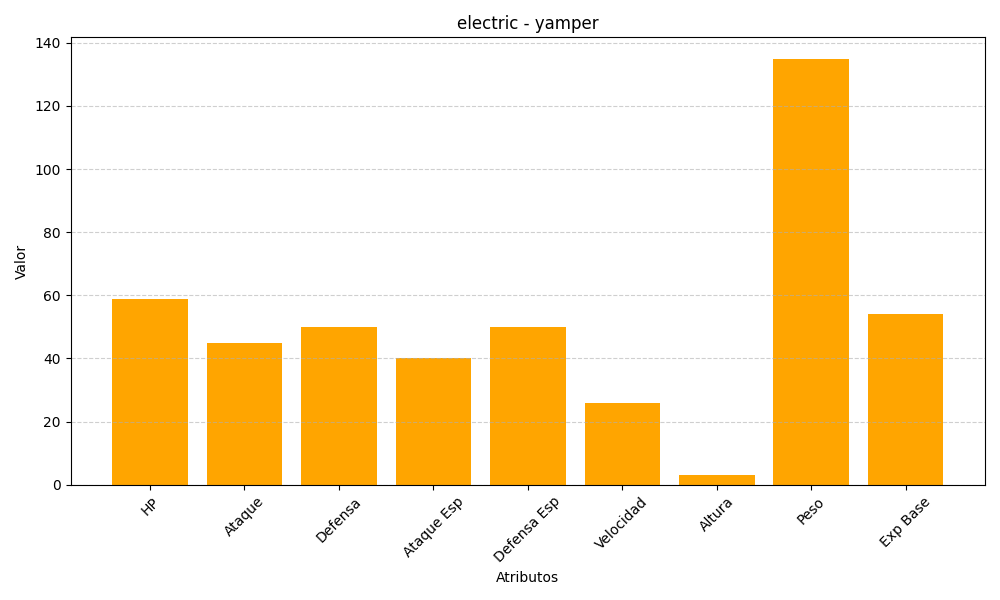 electric - yamper
Valor
140
120
100
80
60
40
20
0
HP
Ataque
Defensa
Ataque Esp
Defensa Esp
Velocidad
Altura
Peso
Exp Base
Atributos